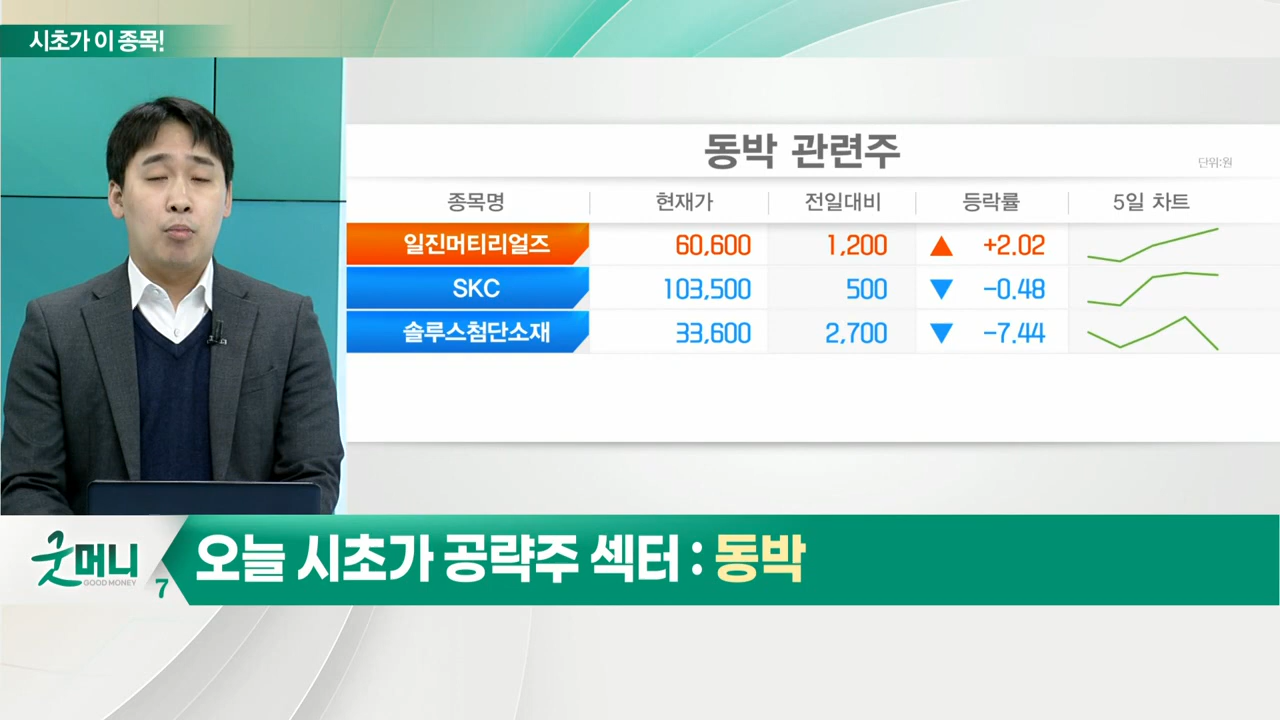 시초가 이 종목!
동박 관련주
단위:원
종목명 현재가 전일대비 등락률 5일 차트
일진머티리얼즈 60,600 1,200 ▲ +2.02
SKC 103,500 500 ▼ -0.48
솔루스첨단소재 33,600 2,700 ▼ -7.44
굿머니
GOOD MONEY
7
오늘 시초가 공략주 섹터 : 동박